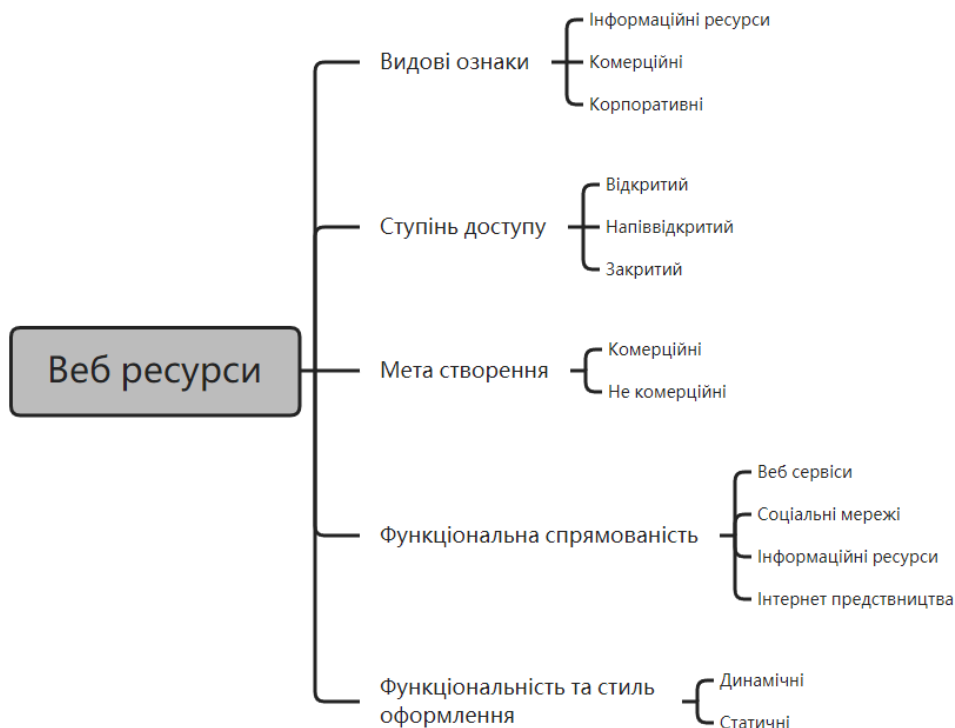 Веб ресурси
Видові ознаки
Інформаційні ресурси
Комерційні
Корпоративні
Ступінь доступу
Відкритий
Напіввідкритий
Закритий
Мета створення
Комерційні
Не комерційні
Функціональна спрямованість
Веб сервіси
Соціальні мережі
Інформаційні ресурси
Інтернет предствництва
Функціональність та стиль
оформлення
Динамічні
Статичні